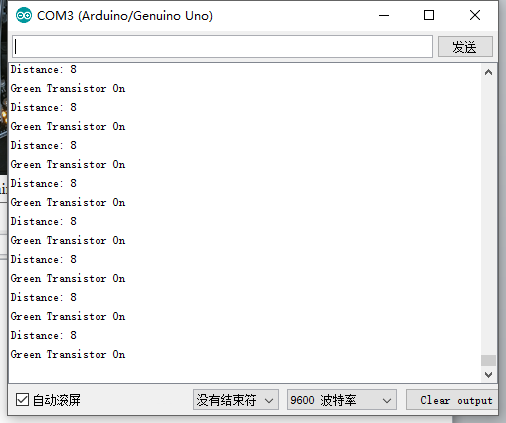 COM3 (Arduino/Genuino Uno)
发送
Distance: 8
Green Transistor On
Distance: 8
Green Transistor On
Distance: 8
Green Transistor On
Distance: 8
Green Transistor On
Distance: 8
Green Transistor On
Distance: 8
Green Transistor On
Distance: 8
Green Transistor On
Distance: 8
Green Transistor On
自动滚屏 没有结束符 9600 波特率 Clear output